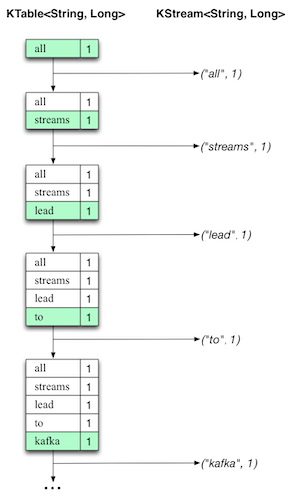 KTable<String, Long> KStream<String, Long>
all 1
("all", 1)
all 1
streams 1
("streams", 1)
all 1
streams 1
lead 1
("lead", 1)
all 1
streams 1
lead 1
to 1
("to", 1)
all 1
streams 1
lead 1
to 1
kafka 1
("kafka", 1)
...